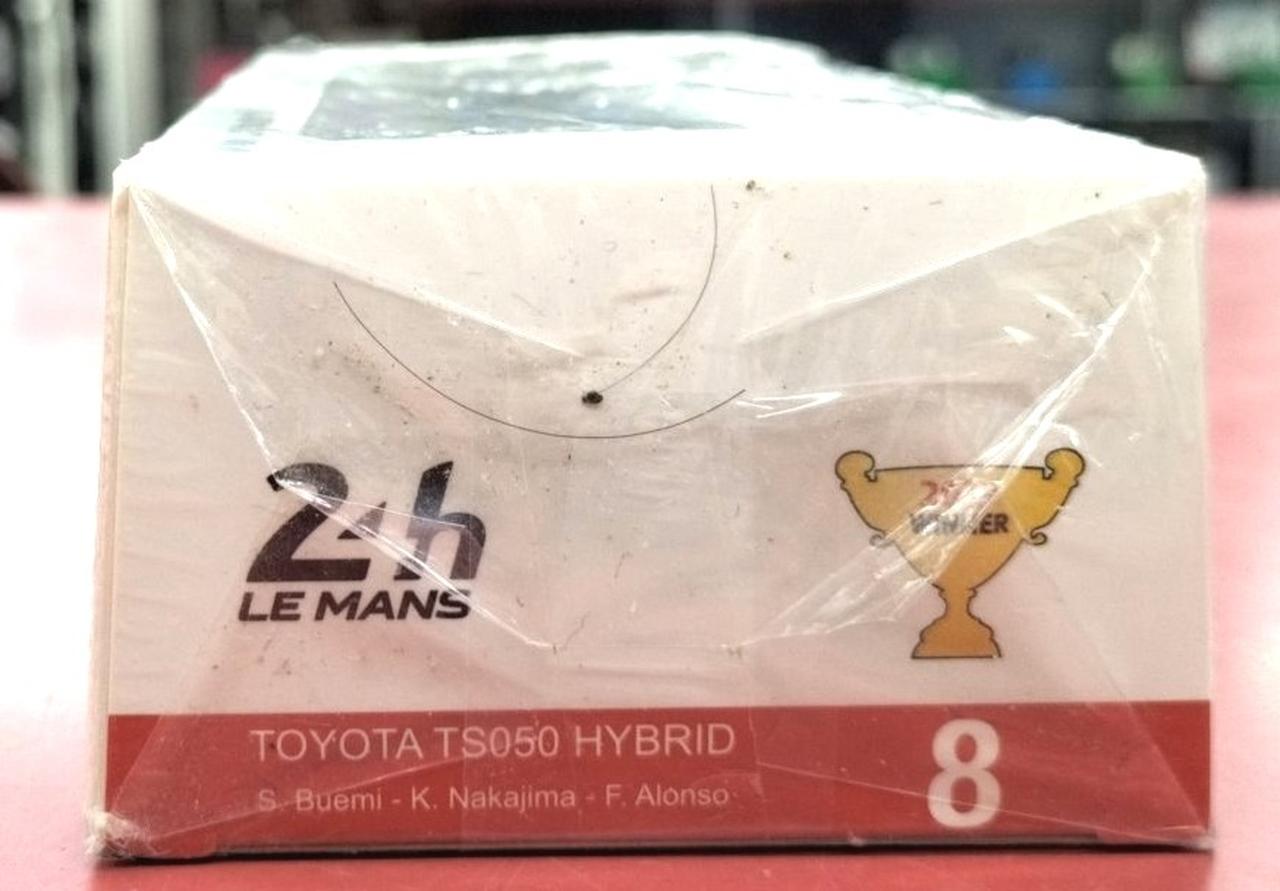 24h
LE MANS
WINNER
TOYOTA TS050 HYBRID
8
S. Buemi - K. Nakajima - F. Alonso